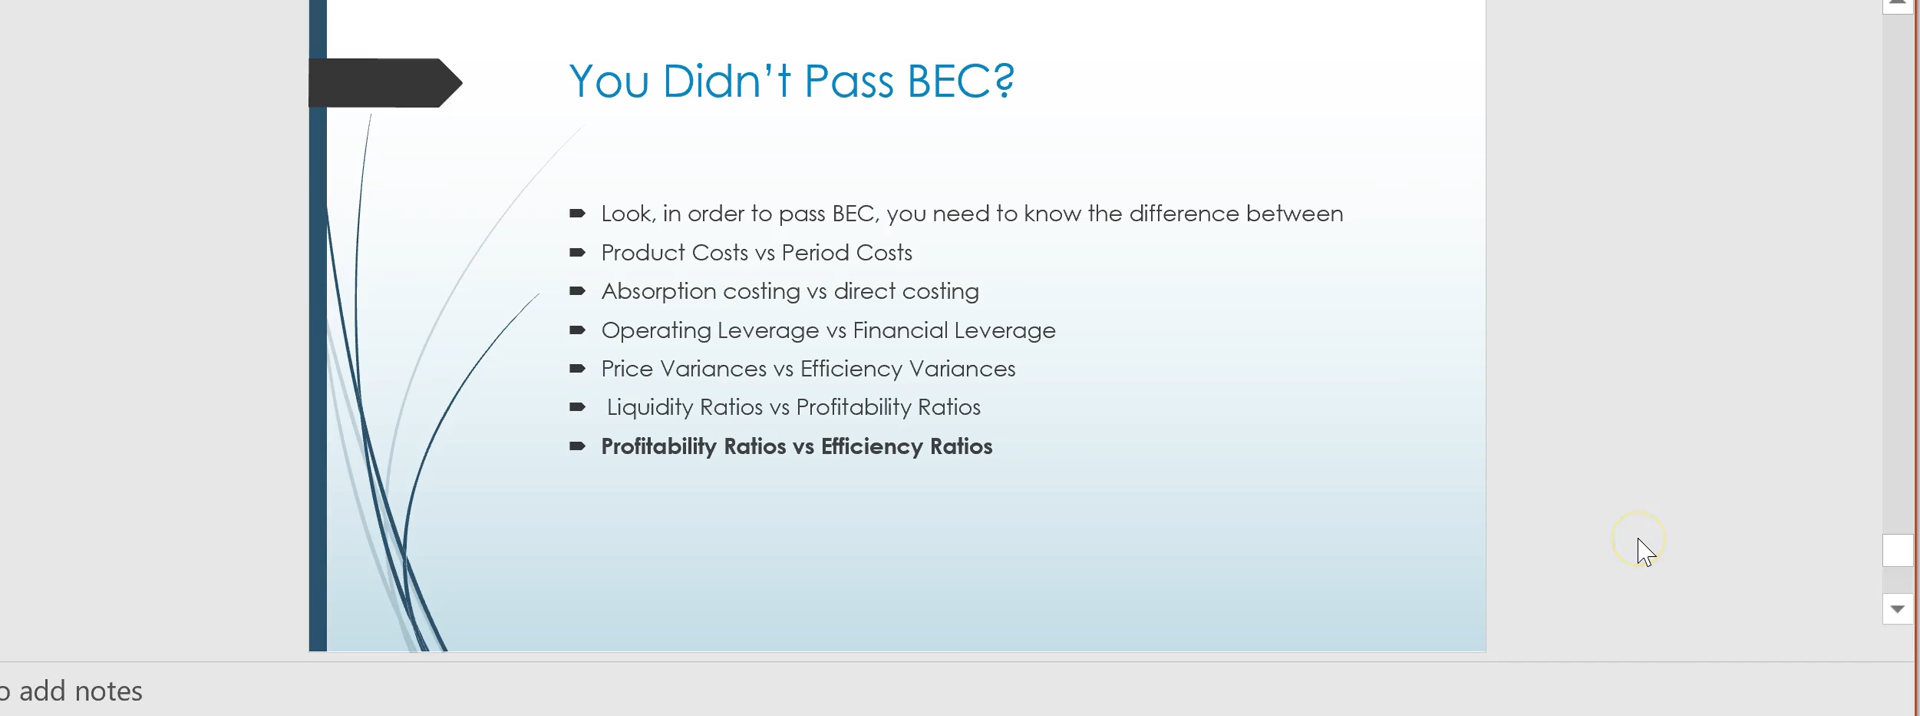 You Didn't Pass BEC?
Look, in order to pass BEC, you need to know the difference between
Product Costs vs Period Costs
Absorption costing vs direct costing
Operating Leverage vs Financial Leverage
Price Variances vs Efficiency Variances
Liquidity Ratios vs Profitability Ratios
Profitability Ratios vs Efficiency Ratios
o add notes